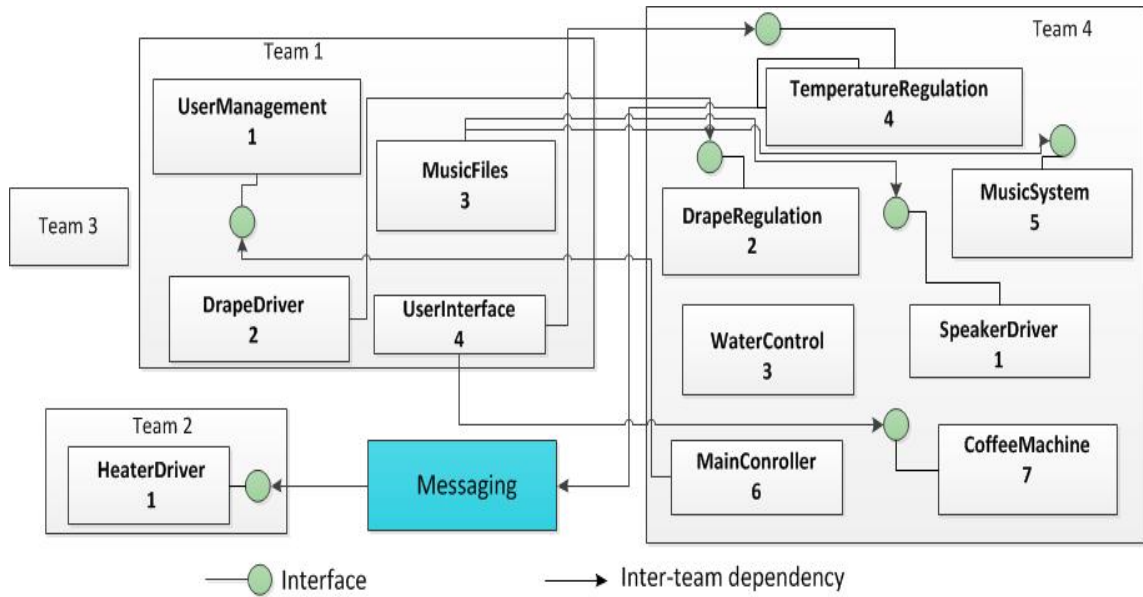 Team 1
UserManagement
1
MusicFiles
3
DrapeDriver
2
UserInterface
4
Team 3
Team 2
HeaterDriver
1
Messaging
Team 4
TemperatureRegulation
4
DrapeRegulation
2
MusicSystem
5
WaterControl
3
SpeakerDriver
1
MainConroller
6
CoffeeMachine
7
Interface
Inter-team dependency